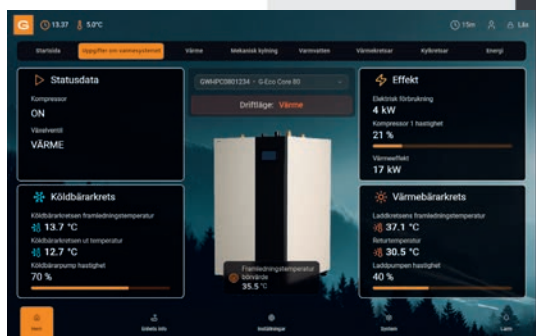 G
13.37
5.0°C
15m
Lås
Startsida
Uppgifter om värmesystemet
Värme
Mekanisk kylning
Varmvatten
Värmekretsar
Kylkretsar
Energi
Statusdata
Kompressor
ON
Växelventil
VÄRME
GWHPC0801234 - G-Eco Core 80
Driftläge: Värme
Effekt
Elektrisk förbrukning
4 kW
Kompressor 1 hastighet
21 %
Värmeeffekt
17 kW
Köldbärarkrets
Köldbärarkretsen framledningstemperatur
13.7 °C
Köldbärarkretsen ut temperatur
12.7 °C
Köldbärarpump hastighet
70 %
Framledningstemperatur
börvärde
35.5 °C
Värmebärarkrets
Laddkretsens framledningstemperatur
37.1 °C
Returtemperatur
30.5 °C
Laddpumpen hastighet
40 %
Hem
Enhets info
Inställningar
System
Larm